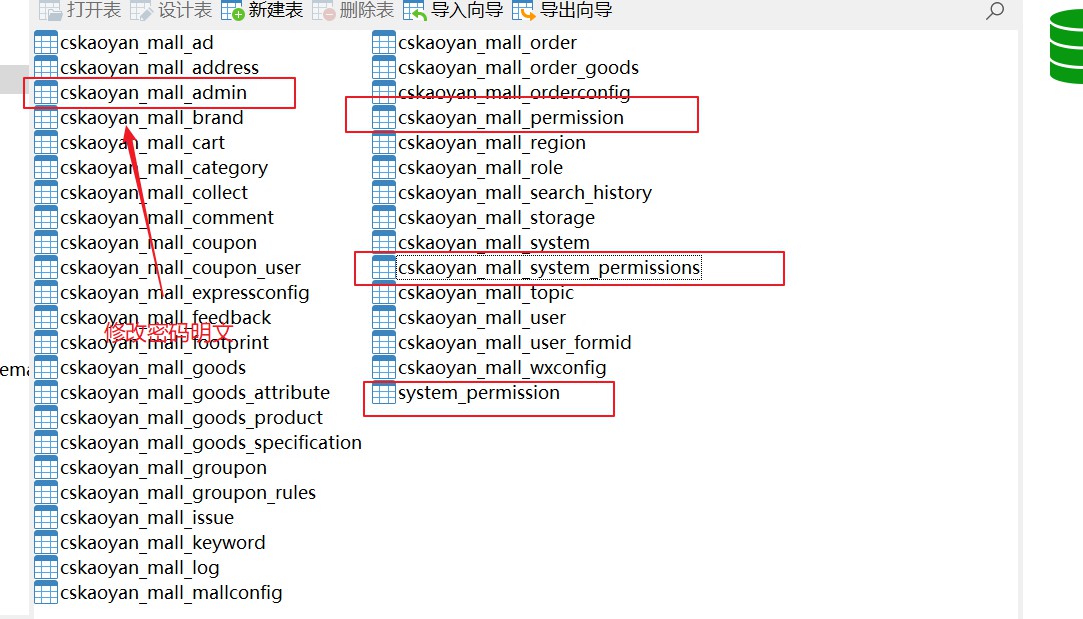 打开表 设计表 新建表 删除表 导入向导 导出向导
cskaoyan_mall_ad
cskaoyan_mall_address
cskaoyan_mall_admin
cskaoyan_mall_brand
cskaoyan_mall_cart
cskaoyan_mall_category
cskaoyan_mall_collect
cskaoyan_mall_comment
cskaoyan_mall_coupon
cskaoyan_mall_coupon_user
cskaoyan_mall_expressconfig
cskaoyan_mall_feedback
修改密码明文
cskaoyan_mall_footprint
cskaoyan_mall_goods
cskaoyan_mall_goods_attribute
cskaoyan_mall_goods_product
cskaoyan_mall_goods_specification
cskaoyan_mall_groupon
cskaoyan_mall_groupon_rules
cskaoyan_mall_issue
cskaoyan_mall_keyword
cskaoyan_mall_log
cskaoyan_mall_mallconfig
cskaoyan_mall_order
cskaoyan_mall_order_goods
cskaoyan_mall_orderconfig
cskaoyan_mall_permission
cskaoyan_mall_region
cskaoyan_mall_role
cskaoyan_mall_search_history
cskaoyan_mall_storage
cskaoyan_mall_system
cskaoyan_mall_system_permissions
cskaoyan_mall_topic
cskaoyan_mall_user
cskaoyan_mall_user_formid
cskaoyan_mall_wxconfig
system_permission